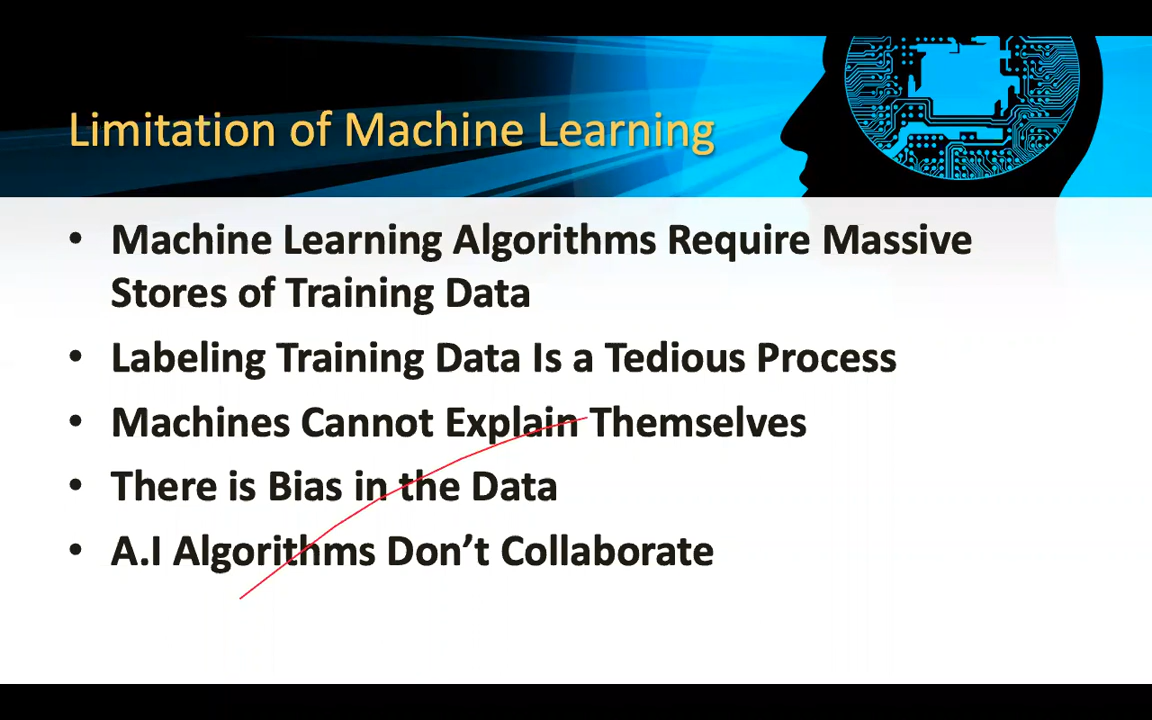 Limitation of Machine Learning
• Machine Learning Algorithms Require Massive
Stores of Training Data
• Labeling Training Data Is a Tedious Process
• Machines Cannot Explain Themselves
• There is Bias in the Data
• A.I Algorithms Don’t Collaborate